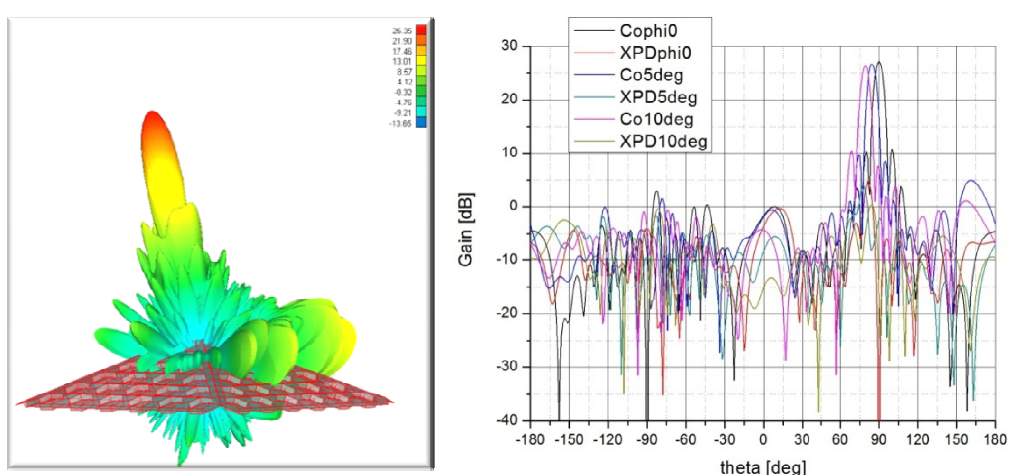 26.35
21.90
17.46
13.01
8.57
4.12
-0.32
-4.76
-9.21
-13.65
Cophi0
XPDphi0
Co5deg
XPD5deg
Co10deg
XPD10deg
Gain [dB]
30
20
10
0
-10
-20
-30
-40
-180 -150 -120 -90 -60 -30 0 30 60 90 120 150 180
theta [deg]